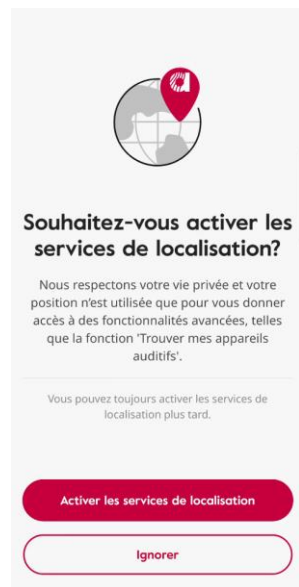 Souhaitez-vous activer les
services de localisation?
Nous respectons votre vie privée et votre
position n'est utilisée que pour vous donner
accès à des fonctionnalités avancées, telles
que la fonction 'Trouver mes appareils
auditifs'.
Vous pouvez toujours activer les services de
localisation plus tard.
Activer les services de localisation
Ignorer